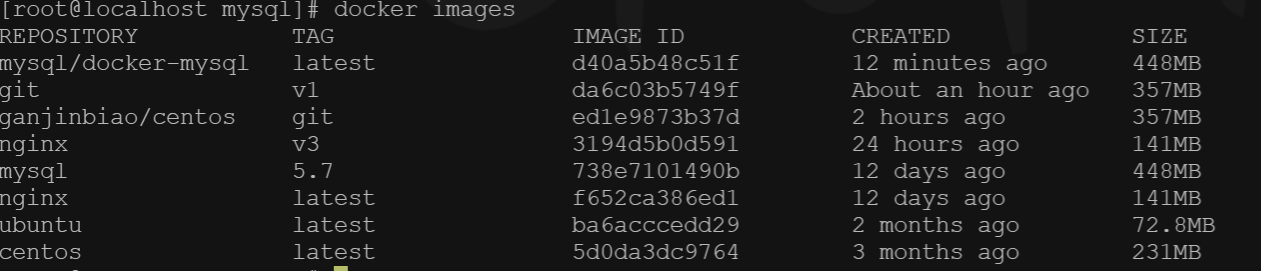 [root@localhost mysql]# docker images
REPOSITORY TAG IMAGE ID CREATED SIZE
mysql/docker-mysql latest d40a5b48c51f 12 minutes ago 448MB
git v1 da6c03b5749f About an hour ago 357MB
ganjinbiao/centos git ed1e9873b37d 2 hours ago 357MB
nginx v3 3194d5b0d591 24 hours ago 141MB
mysql 5.7 738e7101490b 12 days ago 448MB
nginx latest f652ca386ed1 12 days ago 141MB
ubuntu latest ba6acccedd29 2 months ago 72.8MB
centos latest 5d0da3dc9764 3 months ago 231MB